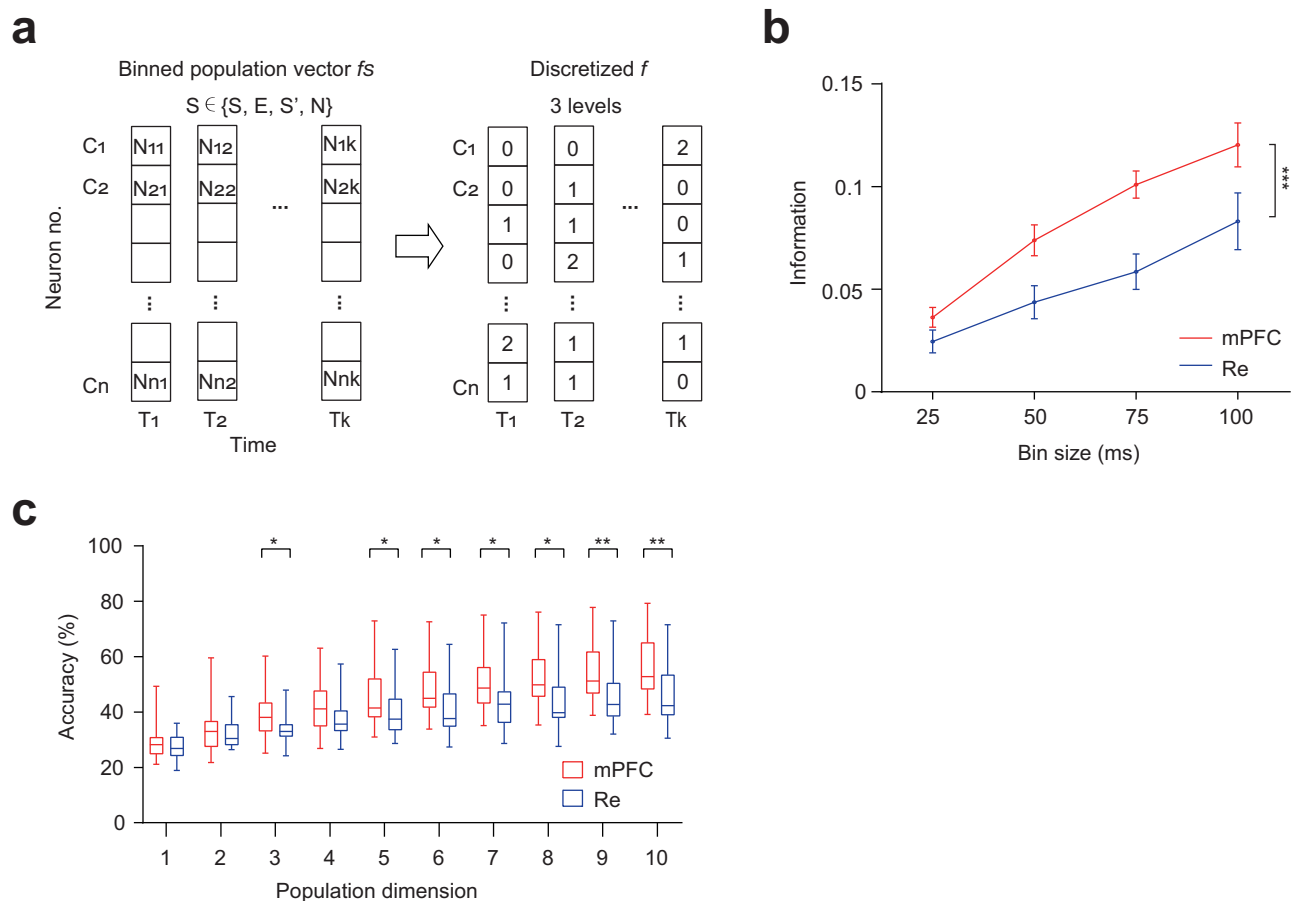 a
Binned population vector fs
S ∈ {S, E, S’, N}
Discretized f
3 levels
Neuron no.
C1 N11 N12 N1k
C2 N21 N22 ... N2k
... ... ...
Cn Nn1 Nn2 Nnk
T1 T2 Tk
Time
C1 0 0 2
C2 0 1 ... 0
1 1 0
0 2 1
... ... ...
2 1 1
Cn 1 1 0
T1 T2 Tk
b
Information
0.15
0.1
0.05
0
***
mPFC
Re
25 50 75 100
Bin size (ms)
c
Accuracy (%)
100
80
60
40
20
0
* * * * * ** **
mPFC
Re
1 2 3 4 5 6 7 8 9 10
Population dimension